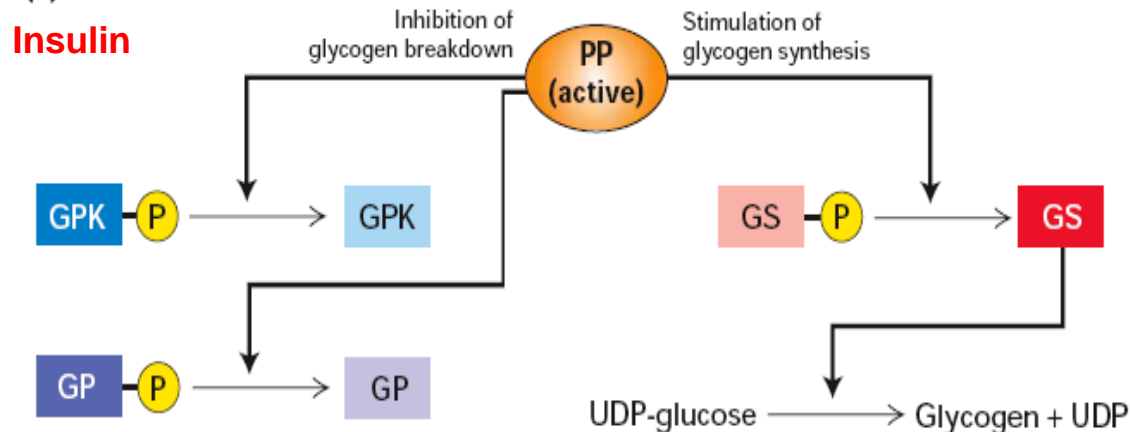 Insulin
Inhibition of
glycogen breakdown
PP
(active)
Stimulation of
glycogen synthesis
GPK P GPK
GS P GS
GP P GP
UDP-glucose Glycogen + UDP